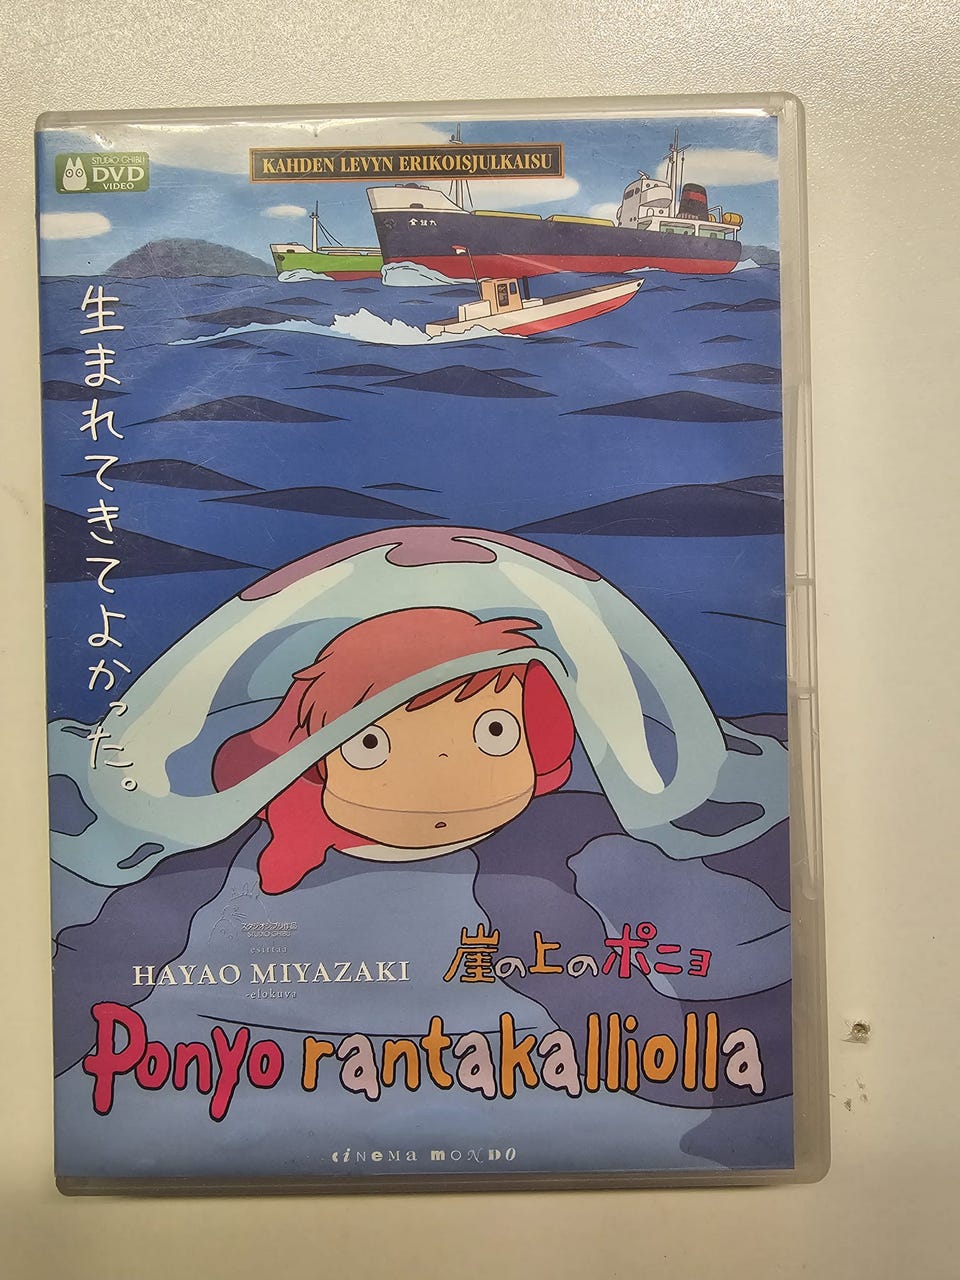 STUDIO GHIBLI
DVD
VIDEO
KAHDEN LEVYN ERIKOISJULKAISU
生まれてきてよかった。
スタジオジブリ作品
STUDIO GHIBLI
esittää
HAYAO MIYAZAKI
-elokuva
崖の上のポニョ
Ponyo rantakalliolla
CINEMA MONDO